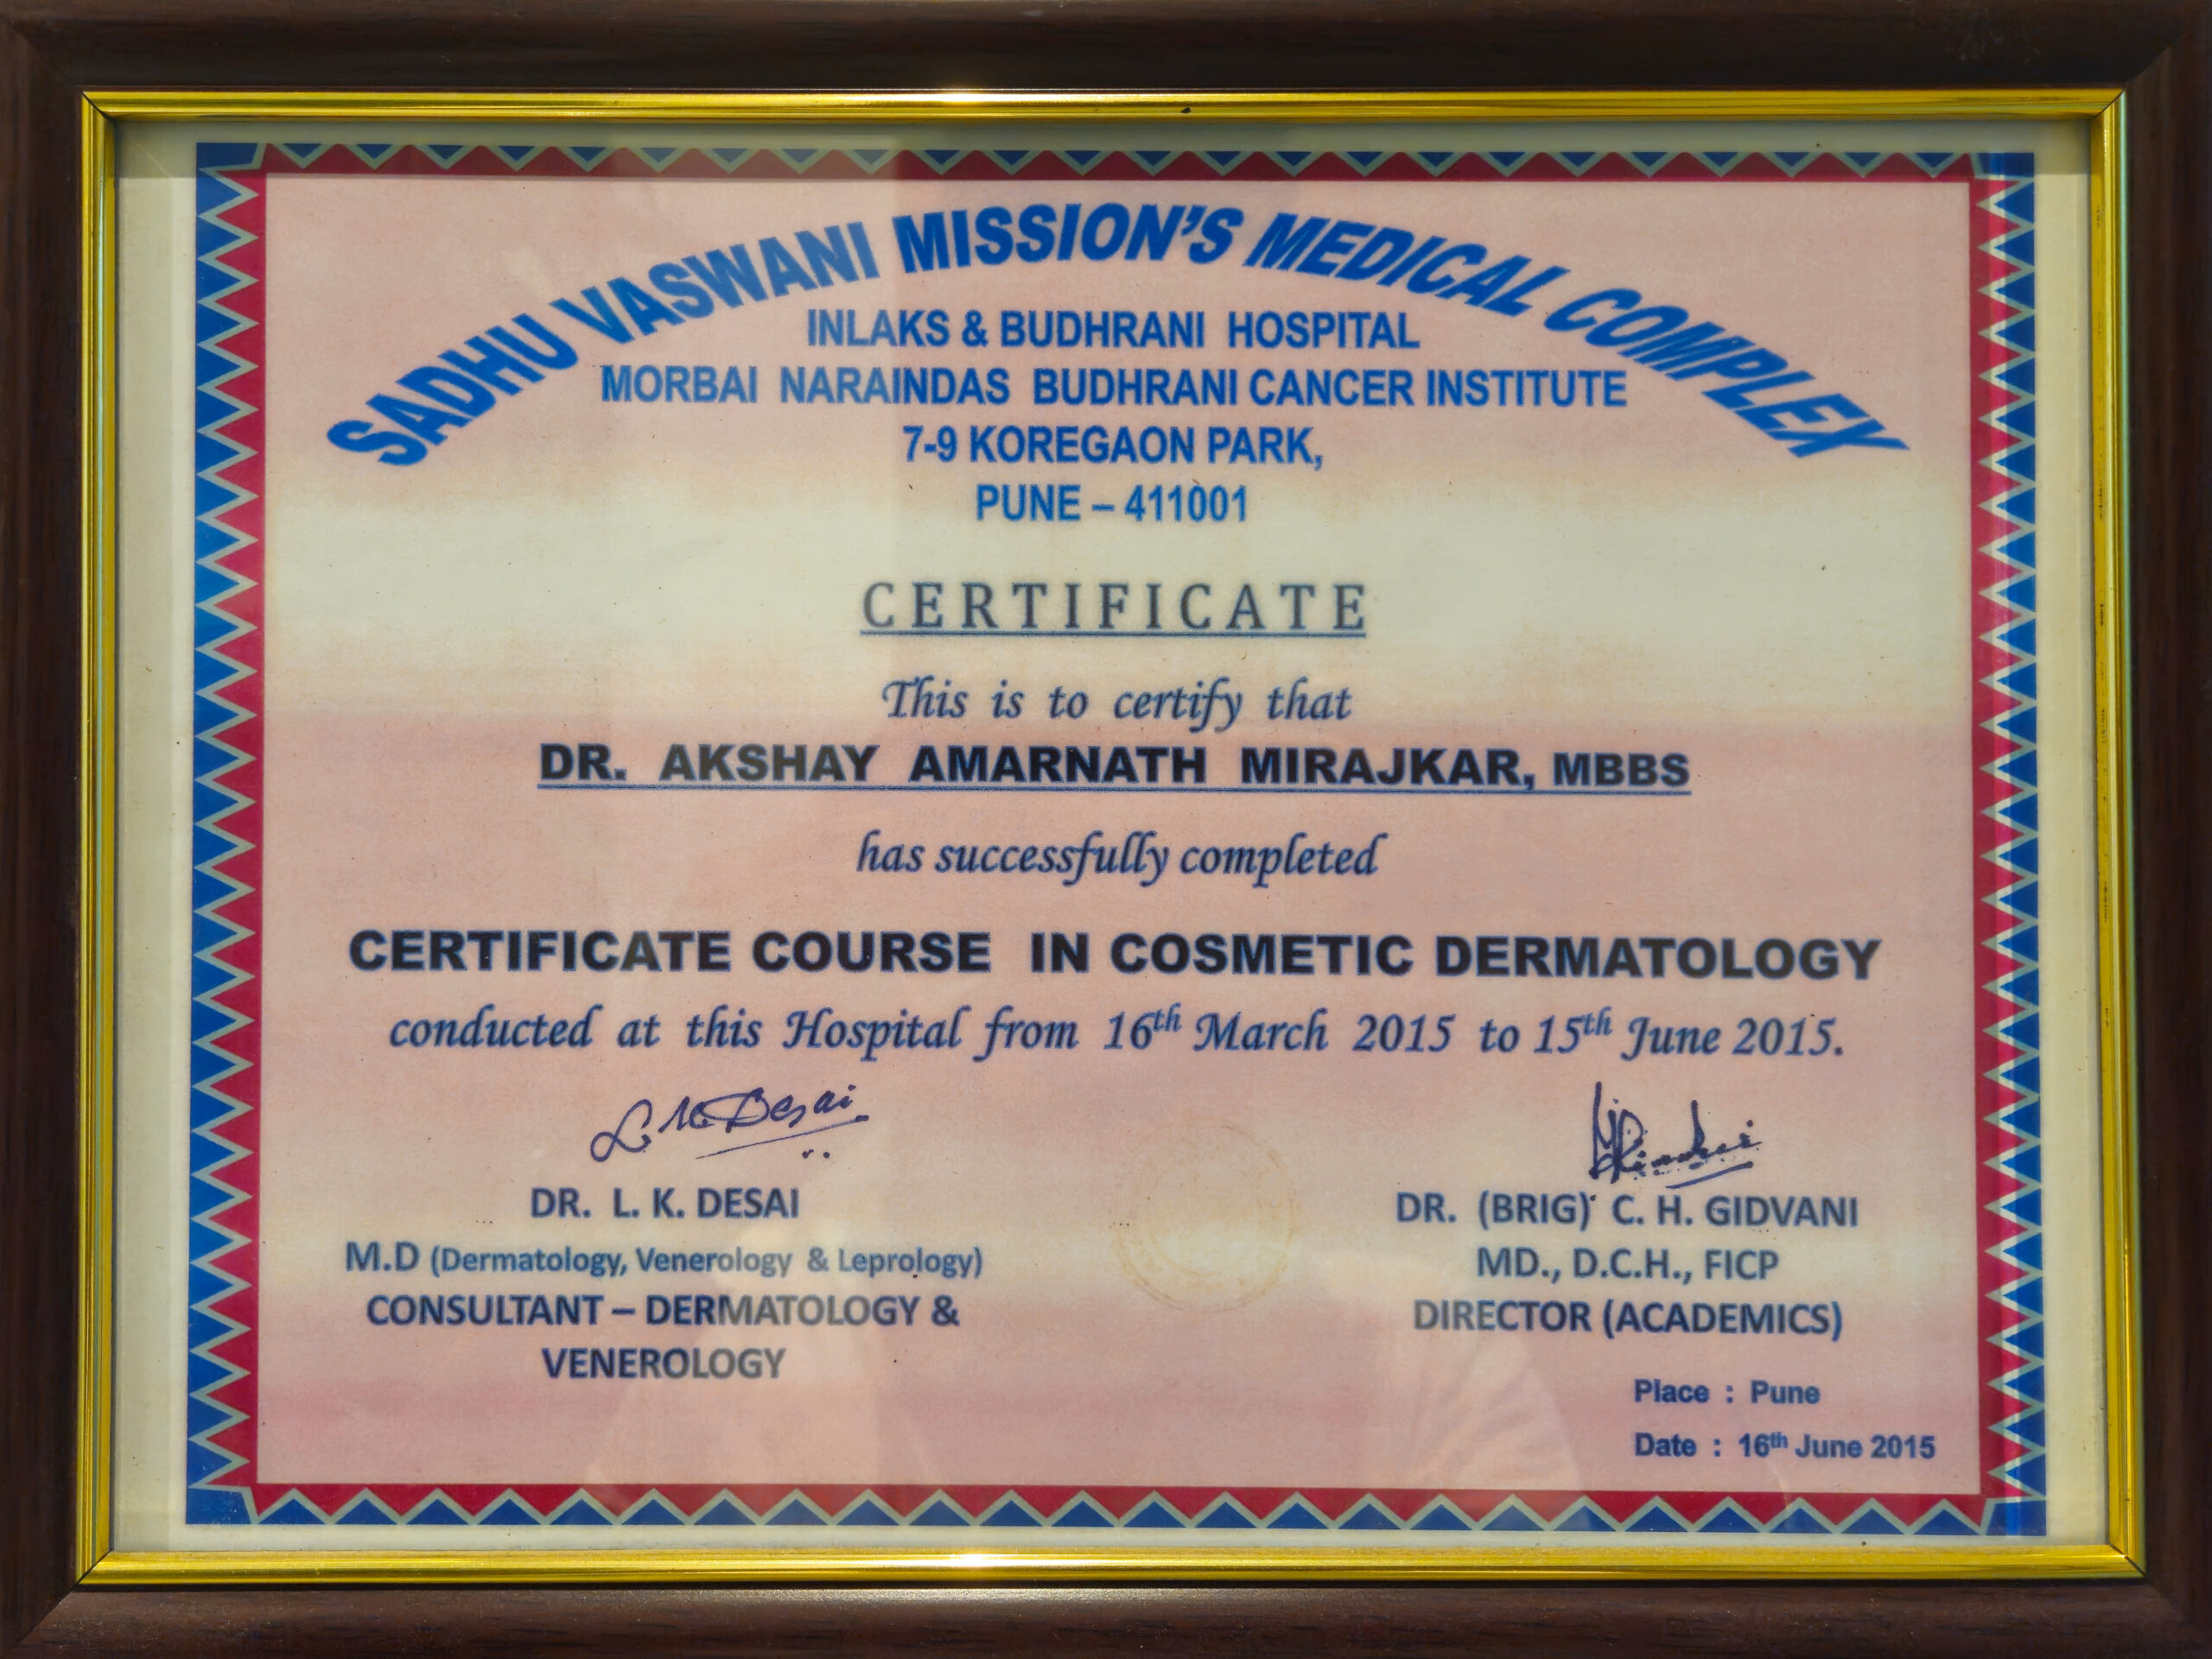 SADHU VASWANI MISSION'S MEDICAL COMPLEX
INLAKS & BUDHRANI HOSPITAL
MORBAI NARAINDAS BUDHRANI CANCER INSTITUTE
7-9 KOREGAON PARK,
PUNE – 411001
CERTIFICATE
This is to certify that
DR. AKSHAY AMARNATH MIRAJKAR, MBBS
has successfully completed
CERTIFICATE COURSE IN COSMETIC DERMATOLOGY
conducted at this Hospital from 16th March 2015 to 15th June 2015.
DR. L. K. DESAI
M.D (Dermatology, Venerology & Leprology)
CONSULTANT – DERMATOLOGY &
VENEROLOGY
DR. (BRIG) C. H. GIDVANI
MD., D.C.H., FICP
DIRECTOR (ACADEMICS)
Place : Pune
Date : 16th June 2015